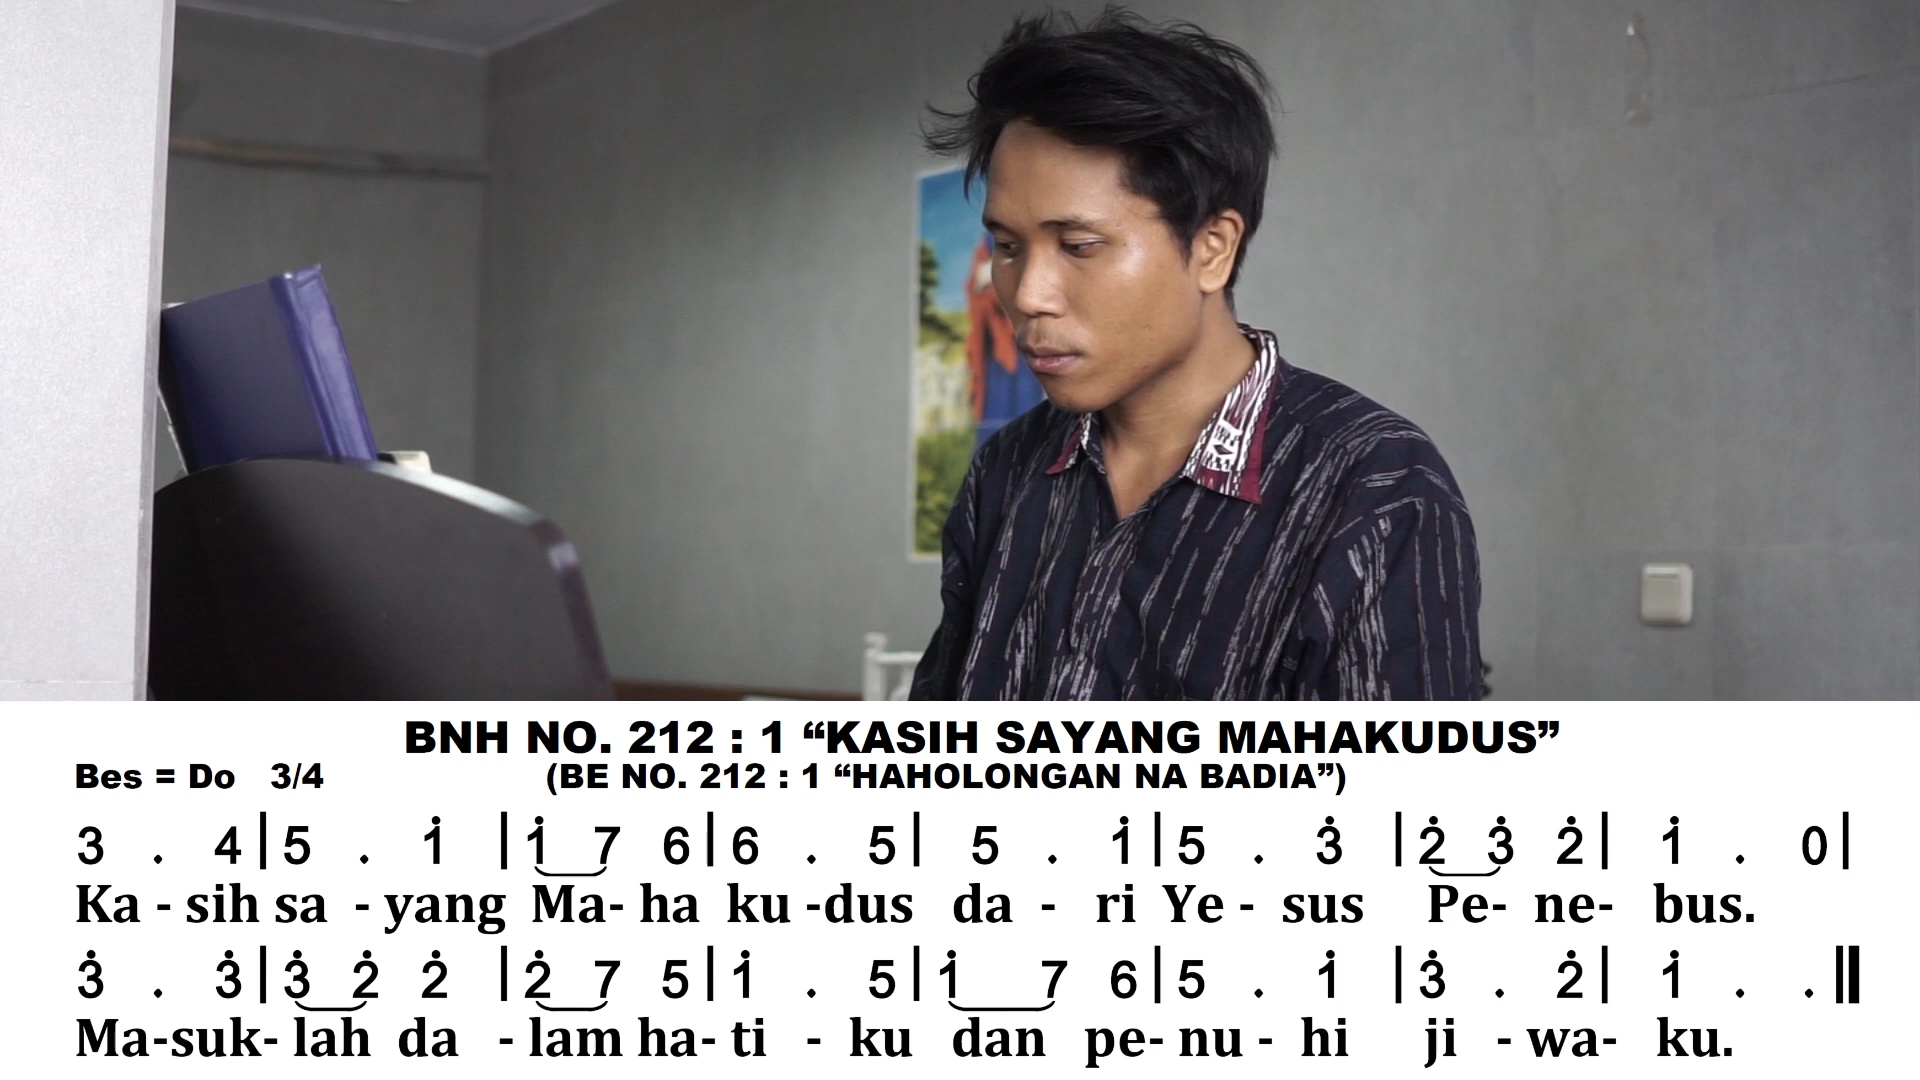 BNH NO. 212 : 1 “KASIH SAYANG MAHAKUDUS”
Bes = Do 3/4 (BE NO. 212 : 1 “HAHOLONGAN NA BADIA”)
3 . 4 | 5 . 1̇ | 1̇ 7 6 | 6 . 5 | 5 . 1̇ | 5 . 3̇ | 2̇ 3̇ 2̇ | 1̇ . 0 |
Ka - sih sa - yang Ma- ha ku -dus da - ri Ye - sus Pe- ne- bus.
3̇ . 3̇ | 3̇ 2̇ 2̇ | 2̇ 7 5 | 1̇ . 5 | 1̇ 7 6 | 5 . 1̇ | 3̇ . 2̇ | 1̇ . . ||
Ma-suk- lah da - lam ha- ti - ku dan pe- nu - hi ji - wa- ku.